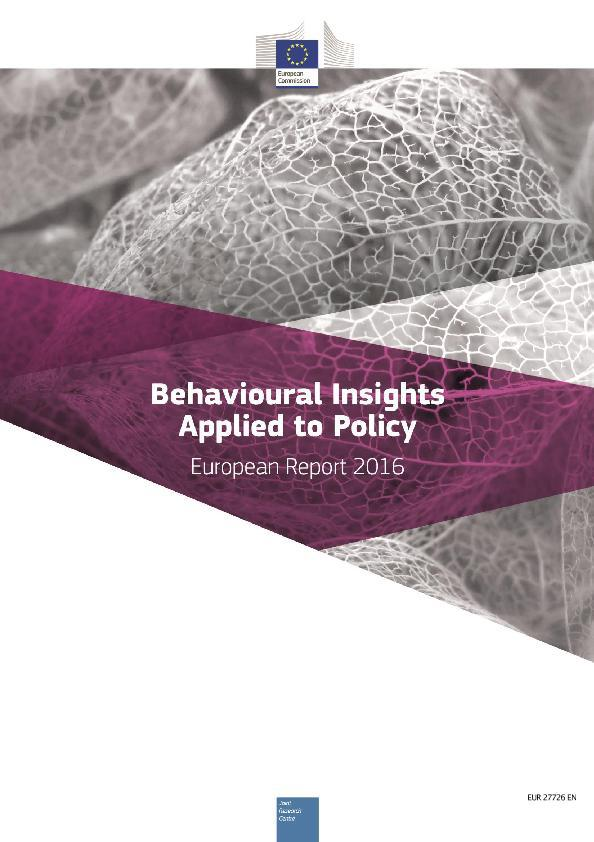 European
Commission
Behavioural Insights
Applied to Policy
European Report 2016
EUR 27726 EN
Joint
Research
Centre